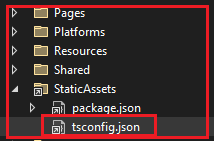 Pages
Platforms
Resources
Shared
StaticAssets
package.json
tsconfig.json